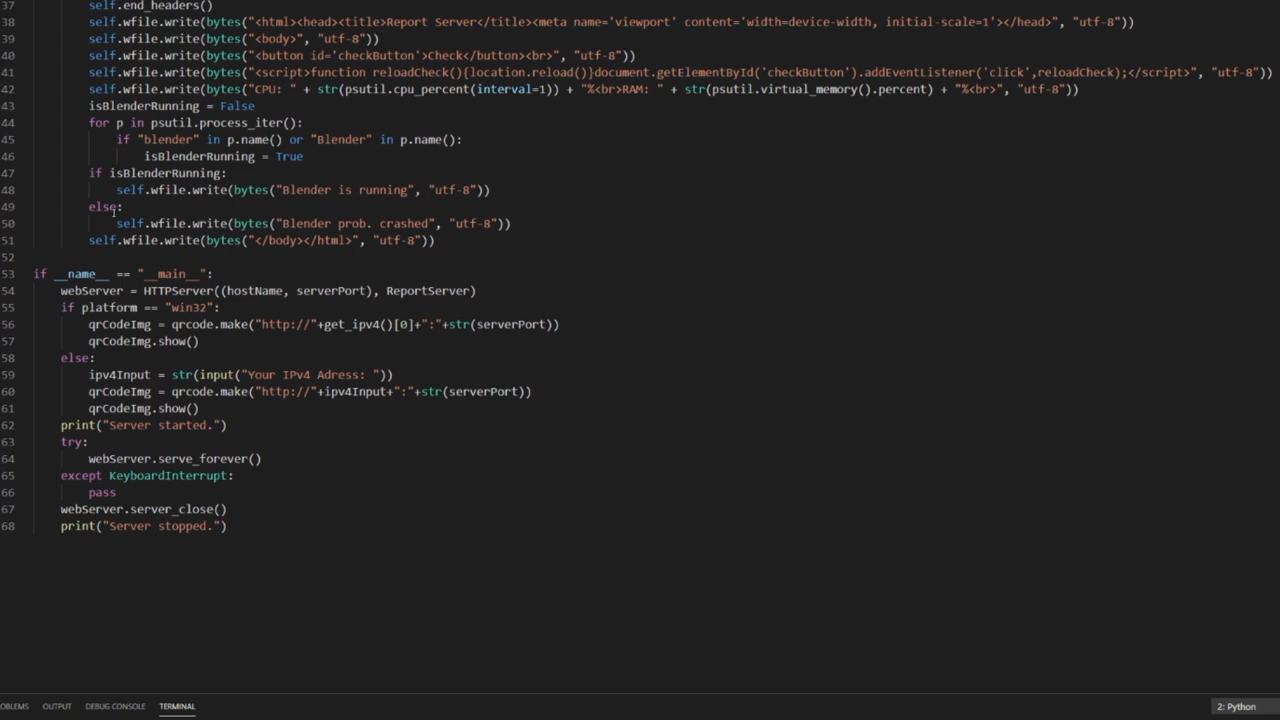 37 self.end_headers()
38 self.wfile.write(bytes("<html><head><title>Report Server</title><meta name='viewport' content='width=device-width, initial-scale=1'></head>", "utf-8"))
39 self.wfile.write(bytes("<body>", "utf-8"))
40 self.wfile.write(bytes("<button id='checkButton'>Check</button><br>", "utf-8"))
41 self.wfile.write(bytes("<script>function reloadCheck(){location.reload()}document.getElementById('checkButton').addEventListener('click',reloadCheck);</script>", "utf-8"))
42 self.wfile.write(bytes("CPU: " + str(psutil.cpu_percent(interval=1)) + "%<br>RAM: " + str(psutil.virtual_memory().percent) + "%<br>", "utf-8"))
43 isBlenderRunning = False
44 for p in psutil.process_iter():
45 if "blender" in p.name() or "Blender" in p.name():
46 isBlenderRunning = True
47 if isBlenderRunning:
48 self.wfile.write(bytes("Blender is running", "utf-8"))
49 else:
50 self.wfile.write(bytes("Blender prob. crashed", "utf-8"))
51 self.wfile.write(bytes("</body></html>", "utf-8"))
52
53 if __name__ == "__main__":
54 webServer = HTTPServer((hostName, serverPort), ReportServer)
55 if platform == "win32":
56 qrCodeImg = qrcode.make("http://"+get_ipv4()[0]+":"+str(serverPort))
57 qrCodeImg.show()
58 else:
59 ipv4Input = str(input("Your IPv4 Adress: "))
60 qrCodeImg = qrcode.make("http://"+ipv4Input+":"+str(serverPort))
61 qrCodeImg.show()
62 print("Server started.")
63 try:
64 webServer.serve_forever()
65 except KeyboardInterrupt:
66 pass
67 webServer.server_close()
68 print("Server stopped.")
OBLEMS OUTPUT DEBUG CONSOLE TERMINAL 2: Python